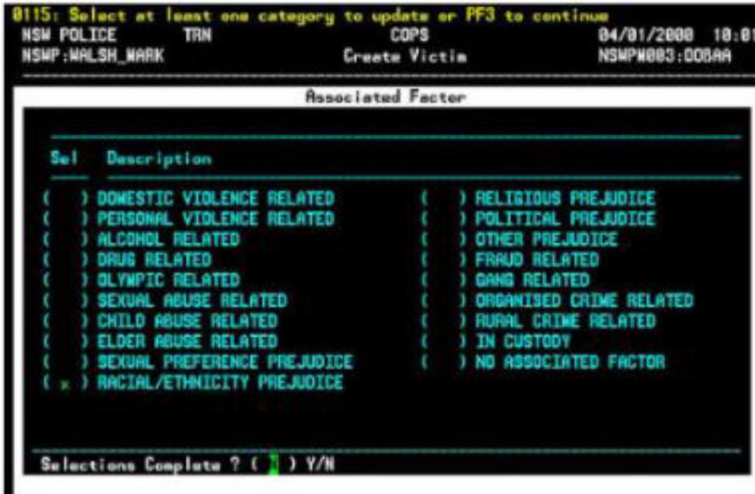 0115: Select at least one category to update or PF3 to continue
NSW POLICE TRN COPS 04/01/2000 10:01
NSWP:WALSH_MARK Create Victim
Associated Factor
Sel Description
( ) DOMESTIC VIOLENCE RELATED ( ) RELIGIOUS PREJUDICE
( ) PERSONAL VIOLENCE RELATED ( ) POLITICAL PREJUDICE
( ) ALCOHOL RELATED ( ) OTHER PREJUDICE
( ) DRUG RELATED ( ) FRAUD RELATED
( ) OLYMPIC RELATED ( ) GANG RELATED
( ) SEXUAL ABUSE RELATED ( ) ORGANISED CRIME RELATED
( ) CHILD ABUSE RELATED ( ) RURAL CRIME RELATED
( ) ELDER ABUSE RELATED ( ) IN CUSTODY
( ) SEXUAL PREFERENCE PREJUDICE ( ) NO ASSOCIATED FACTOR
( x ) RACIAL/ETHNICITY PREJUDICE
Selections Complete ? ( ) Y/N